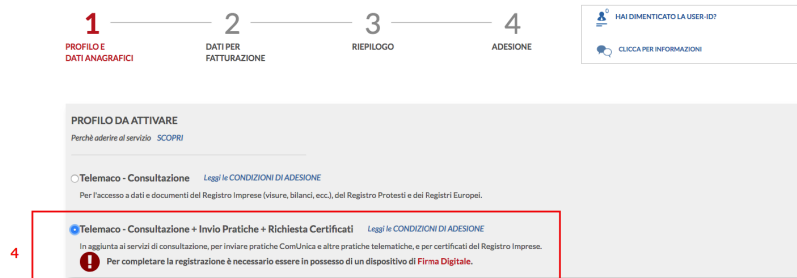 1
2
3
4
PROFILO E
DATI ANAGRAFICI
DATI PER
FATTURAZIONE
RIEPILOGO
ADESIONE
HAI DIMENTICATO LA USER-ID?
CLICCA PER INFORMAZIONI
PROFILO DA ATTIVARE
Perchè aderire al servizio SCOPRI
Telemaco - Consultazione Leggi le CONDIZIONI DI ADESIONE
Per l'accesso a dati e documenti del Registro Imprese (visure, bilanci, ecc.), del Registro Protesti e dei Registri Europei.
Telemaco - Consultazione + Invio Pratiche + Richiesta Certificati Leggi le CONDIZIONI DI ADESIONE
In aggiunta ai servizi di consultazione, per inviare pratiche ComUnica e altre pratiche telematiche, e per certificati del Registro Imprese.
4
Per completare la registrazione è necessario essere in possesso di un dispositivo di Firma Digitale.